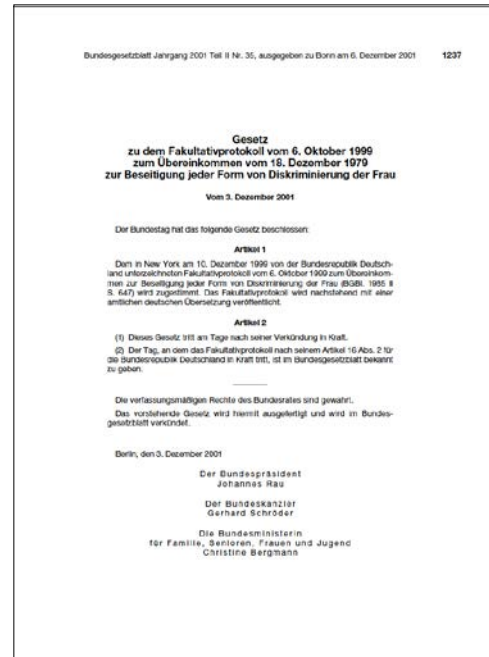 Bundesgesetzblatt Jahrgang 2001 Teil II Nr. 35, ausgegeben zu Bonn am 6. Dezember 2001 1237
Gesetz
zu dem Fakultativprotokoll vom 6. Oktober 1999
zum Übereinkommen vom 18. Dezember 1979
zur Beseitigung jeder Form von Diskriminierung der Frau
Vom 3. Dezember 2001
Der Bundestag hat das folgende Gesetz beschlossen:
Artikel 1
Dem in New York am 10. Dezember 1999 von der Bundesrepublik Deutsch-
land unterzeichneten Fakultativprotokoll vom 6. Oktober 1999 zum Übereinkom-
men zur Beseitigung jeder Form von Diskriminierung der Frau (BGBl. 1985 II
S. 647) wird zugestimmt. Das Fakultativprotokoll wird nachstehend mit einer
amtlichen deutschen Übersetzung veröffentlicht.
Artikel 2
(1) Dieses Gesetz tritt am Tage nach seiner Verkündung in Kraft.
(2) Der Tag, an dem das Fakultativprotokoll nach seinem Artikel 16 Abs. 2 für
die Bundesrepublik Deutschland in Kraft tritt, ist im Bundesgesetzblatt bekannt
zu geben.
Die verfassungsmäßigen Rechte des Bundesrates sind gewahrt.
Das vorstehende Gesetz wird hiermit ausgefertigt und wird im Bundes-
gesetzblatt verkündet.
Berlin, den 3. Dezember 2001
Der Bundespräsident
Johannes Rau
Der Bundeskanzler
Gerhard Schröder
Die Bundesministerin
für Familie, Senioren, Frauen und Jugend
Christine Bergmann